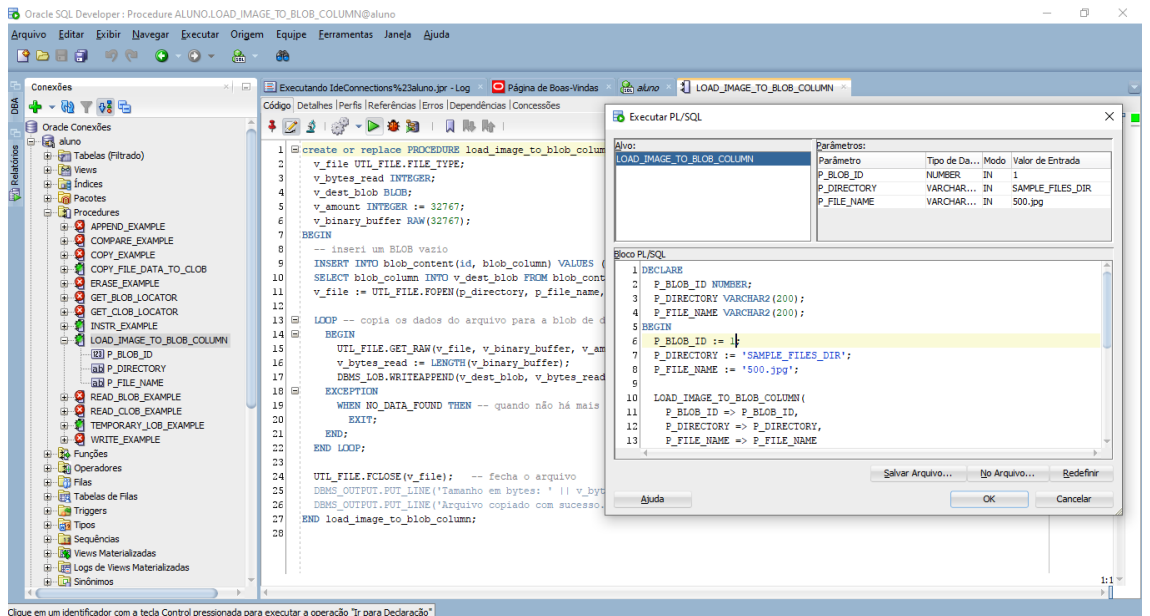 Oracle SQL Developer : Procedure ALUNO.LOAD_IMAGE_TO_BLOB_COLUMN@aluno
Arquivo Editar Exibir Navegar Executar Origem Equipe Ferramentas Janela Ajuda
Conexões
Oracle Conexões
aluno
Tabelas (Filtrado)
Views
Índices
Pacotes
Procedures
APPEND_EXAMPLE
COMPARE_EXAMPLE
COPY_EXAMPLE
COPY_FILE_DATA_TO_CLOB
ERASE_EXAMPLE
GET_BLOB_LOCATOR
GET_CLOB_LOCATOR
INSTR_EXAMPLE
LOAD_IMAGE_TO_BLOB_COLUMN
P_BLOB_ID
P_DIRECTORY
P_FILE_NAME
READ_BLOB_EXAMPLE
READ_CLOB_EXAMPLE
TEMPORARY_LOB_EXAMPLE
WRITE_EXAMPLE
Funções
Operadores
Filas
Tabelas de Filas
Triggers
Tipos
Sequências
Views Materializadas
Logs de Views Materializadas
Sinônimos
DBA
Relatórios
Executando IdeConnections%23aluno.jpr - Log
Página de Boas-Vindas
aluno
LOAD_IMAGE_TO_BLOB_COLUMN
Código Detalhes |Perfis |Referências |Erros |Dependências |Concessões
1 create or replace PROCEDURE load_image_to_blob_colum
2 v_file UTL_FILE.FILE_TYPE;
3 v_bytes_read INTEGER;
4 v_dest_blob BLOB;
5 v_amount INTEGER := 32767;
6 v_binary_buffer RAW(32767);
7 BEGIN
8 -- inseri um BLOB vazio
9 INSERT INTO blob_content(id, blob_column) VALUES (
10 SELECT blob_column INTO v_dest_blob FROM blob_cont
11 v_file := UTL_FILE.FOPEN(p_directory, p_file_name,
12
13 LOOP -- copia os dados do arquivo para a blob de d
14 BEGIN
15 UTL_FILE.GET_RAW(v_file, v_binary_buffer, v_am
16 v_bytes_read := LENGTH(v_binary_buffer);
17 DBMS_LOB.WRITEAPPEND(v_dest_blob, v_bytes_read
18 EXCEPTION
19 WHEN NO_DATA_FOUND THEN -- quando não há mais
20 EXIT;
21 END;
22 END LOOP;
23
24 UTL_FILE.FCLOSE(v_file); -- fecha o arquivo
25 DBMS_OUTPUT.PUT_LINE('Tamanho em bytes: ' || v_byt
26 DBMS_OUTPUT.PUT_LINE('Arquivo copiado com sucesso.
27 END load_image_to_blob_column;
28
1:1
Executar PL/SQL
Alvo:
LOAD_IMAGE_TO_BLOB_COLUMN
Parâmetros:
Parâmetro Tipo de Da... Modo Valor de Entrada
P_BLOB_ID NUMBER IN 1
P_DIRECTORY VARCHAR... IN SAMPLE_FILES_DIR
P_FILE_NAME VARCHAR... IN 500.jpg
Bloco PL/SQL
1 DECLARE
2 P_BLOB_ID NUMBER;
3 P_DIRECTORY VARCHAR2(200);
4 P_FILE_NAME VARCHAR2(200);
5 BEGIN
6 P_BLOB_ID := 1;
7 P_DIRECTORY := 'SAMPLE_FILES_DIR';
8 P_FILE_NAME := '500.jpg';
9
10 LOAD_IMAGE_TO_BLOB_COLUMN(
11 P_BLOB_ID => P_BLOB_ID,
12 P_DIRECTORY => P_DIRECTORY,
13 P_FILE_NAME => P_FILE_NAME
Salvar Arquivo... No Arquivo... Redefinir
Ajuda OK Cancelar
Clique em um identificador com a tecla Control pressionada para executar a operação "Ir para Declaração"